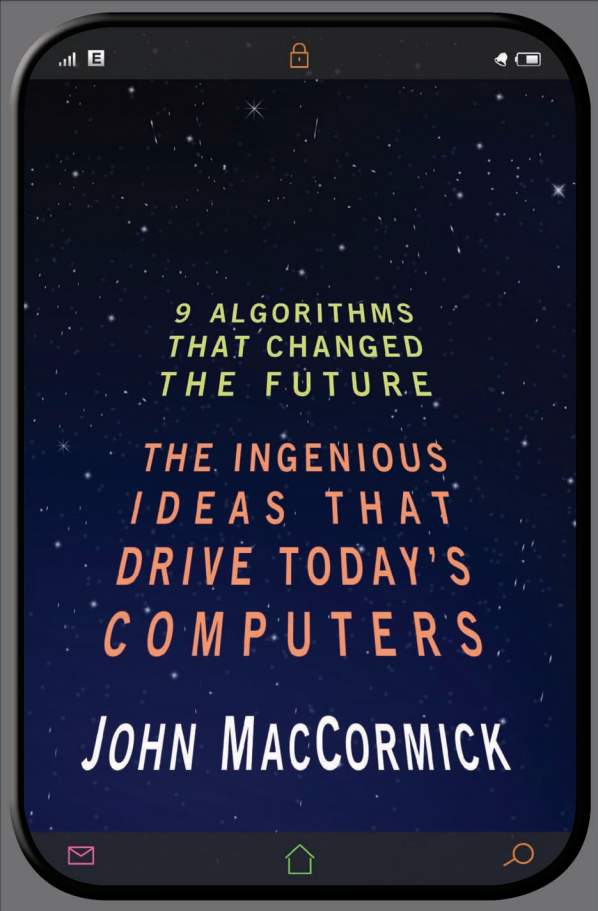 E
9 ALGORITHMS
THAT CHANGED
THE FUTURE
THE INGENIOUS
IDEAS THAT
DRIVE TODAY'S
COMPUTERS
JOHN MACCORMICK